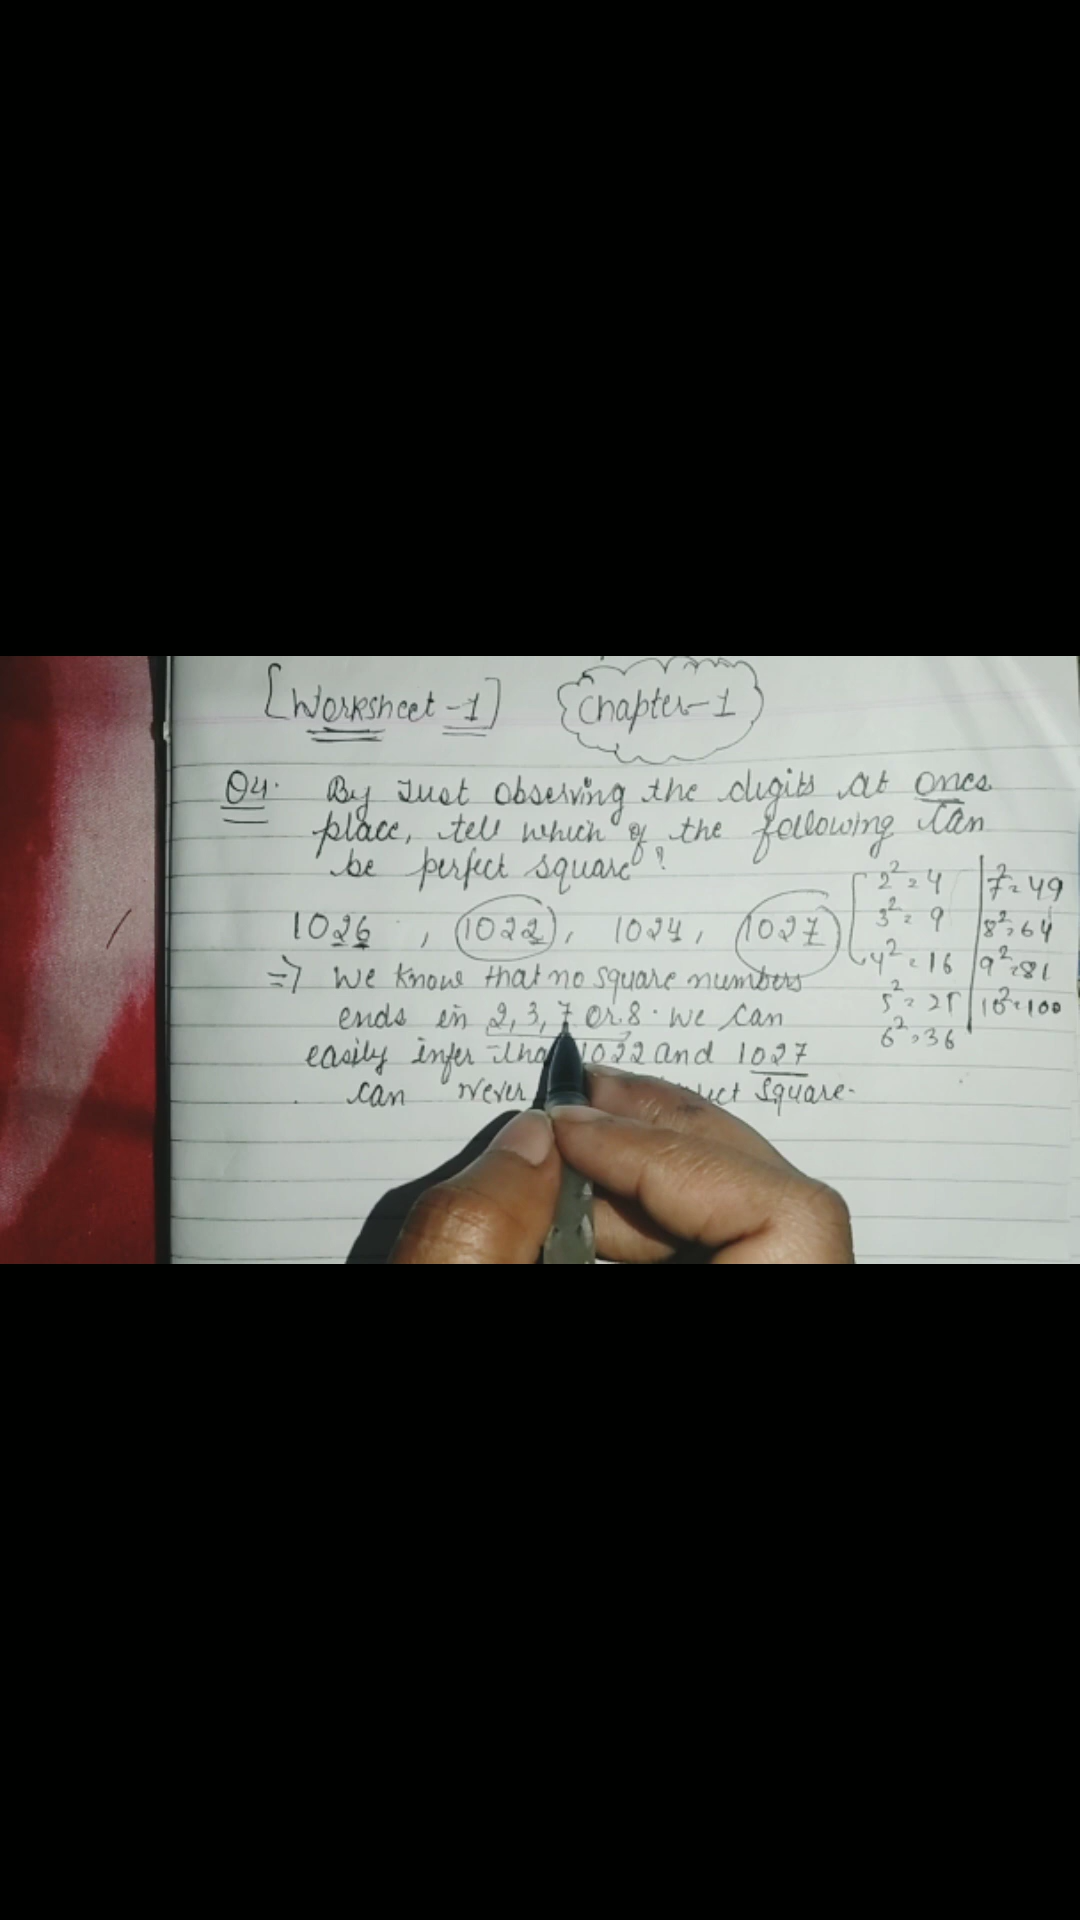 [Worksheet-1] Chapter-1
Q4. By Just observing the digits at ones
place, tell which of the following Can
be perfect square?
1026 , 1022, 1024, 1027
=> We know that no square numbers
ends in 2, 3, 7 or 8. We can
easily infer 1022 and 1027
can never square.
2²=4
3²=9
4²=16
5²=25
6²=36
7²=49
8²=64
9²=81
10²=100